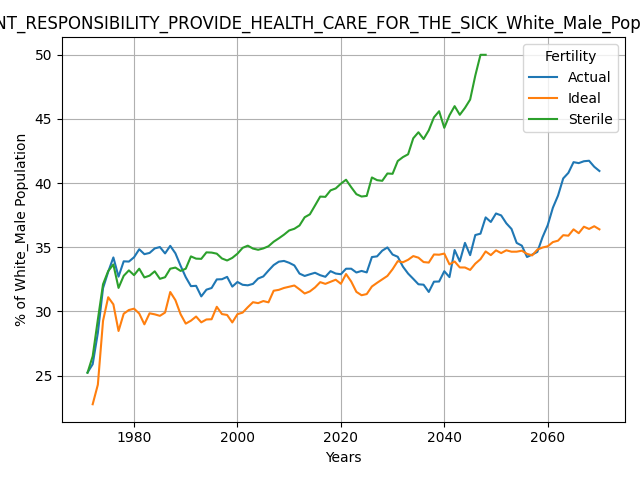 NT_RESPONSIBILITY_PROVIDE_HEALTH_CARE_FOR_THE_SICK_White_Male_Pop
Fertility
Actual
Ideal
Sterile
50
45
40
35
30
25
% of White_Male Population
1980
2000
2020
2040
2060
Years